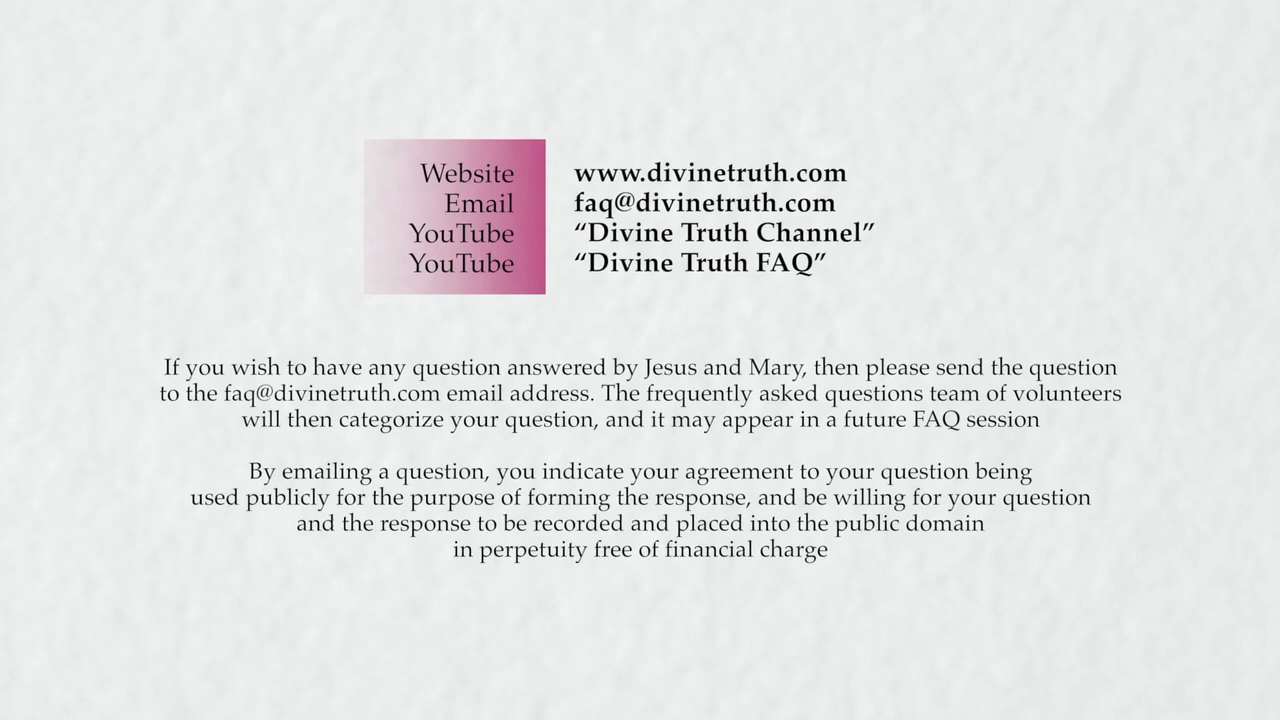 Website www.divinetruth.com
Email faq@divinetruth.com
YouTube “Divine Truth Channel”
YouTube “Divine Truth FAQ”
If you wish to have any question answered by Jesus and Mary, then please send the question
to the faq@divinetruth.com email address. The frequently asked questions team of volunteers
will then categorize your question, and it may appear in a future FAQ session
By emailing a question, you indicate your agreement to your question being
used publicly for the purpose of forming the response, and be willing for your question
and the response to be recorded and placed into the public domain
in perpetuity free of financial charge